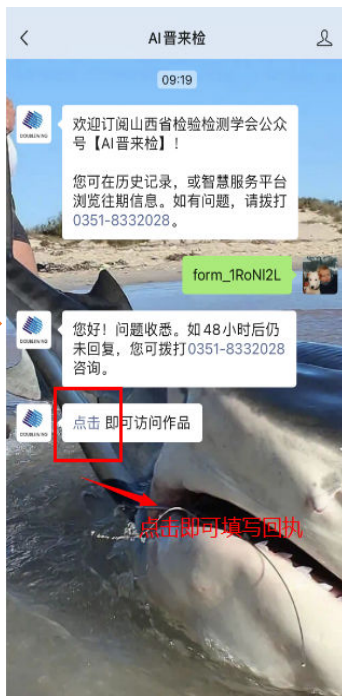 AI晋来检
09:19
欢迎订阅山西省检验检测学会公众
号【AI晋来检】!
您可在历史记录，或智慧服务平台
浏览往期信息。如有问题，请拨打
0351-8332028。
form_1RoNI2L
您好！问题收悉。如48小时后仍
未回复，您可拨打0351-8332028
咨询。
点击 即可访问作品
点击即可填写回执